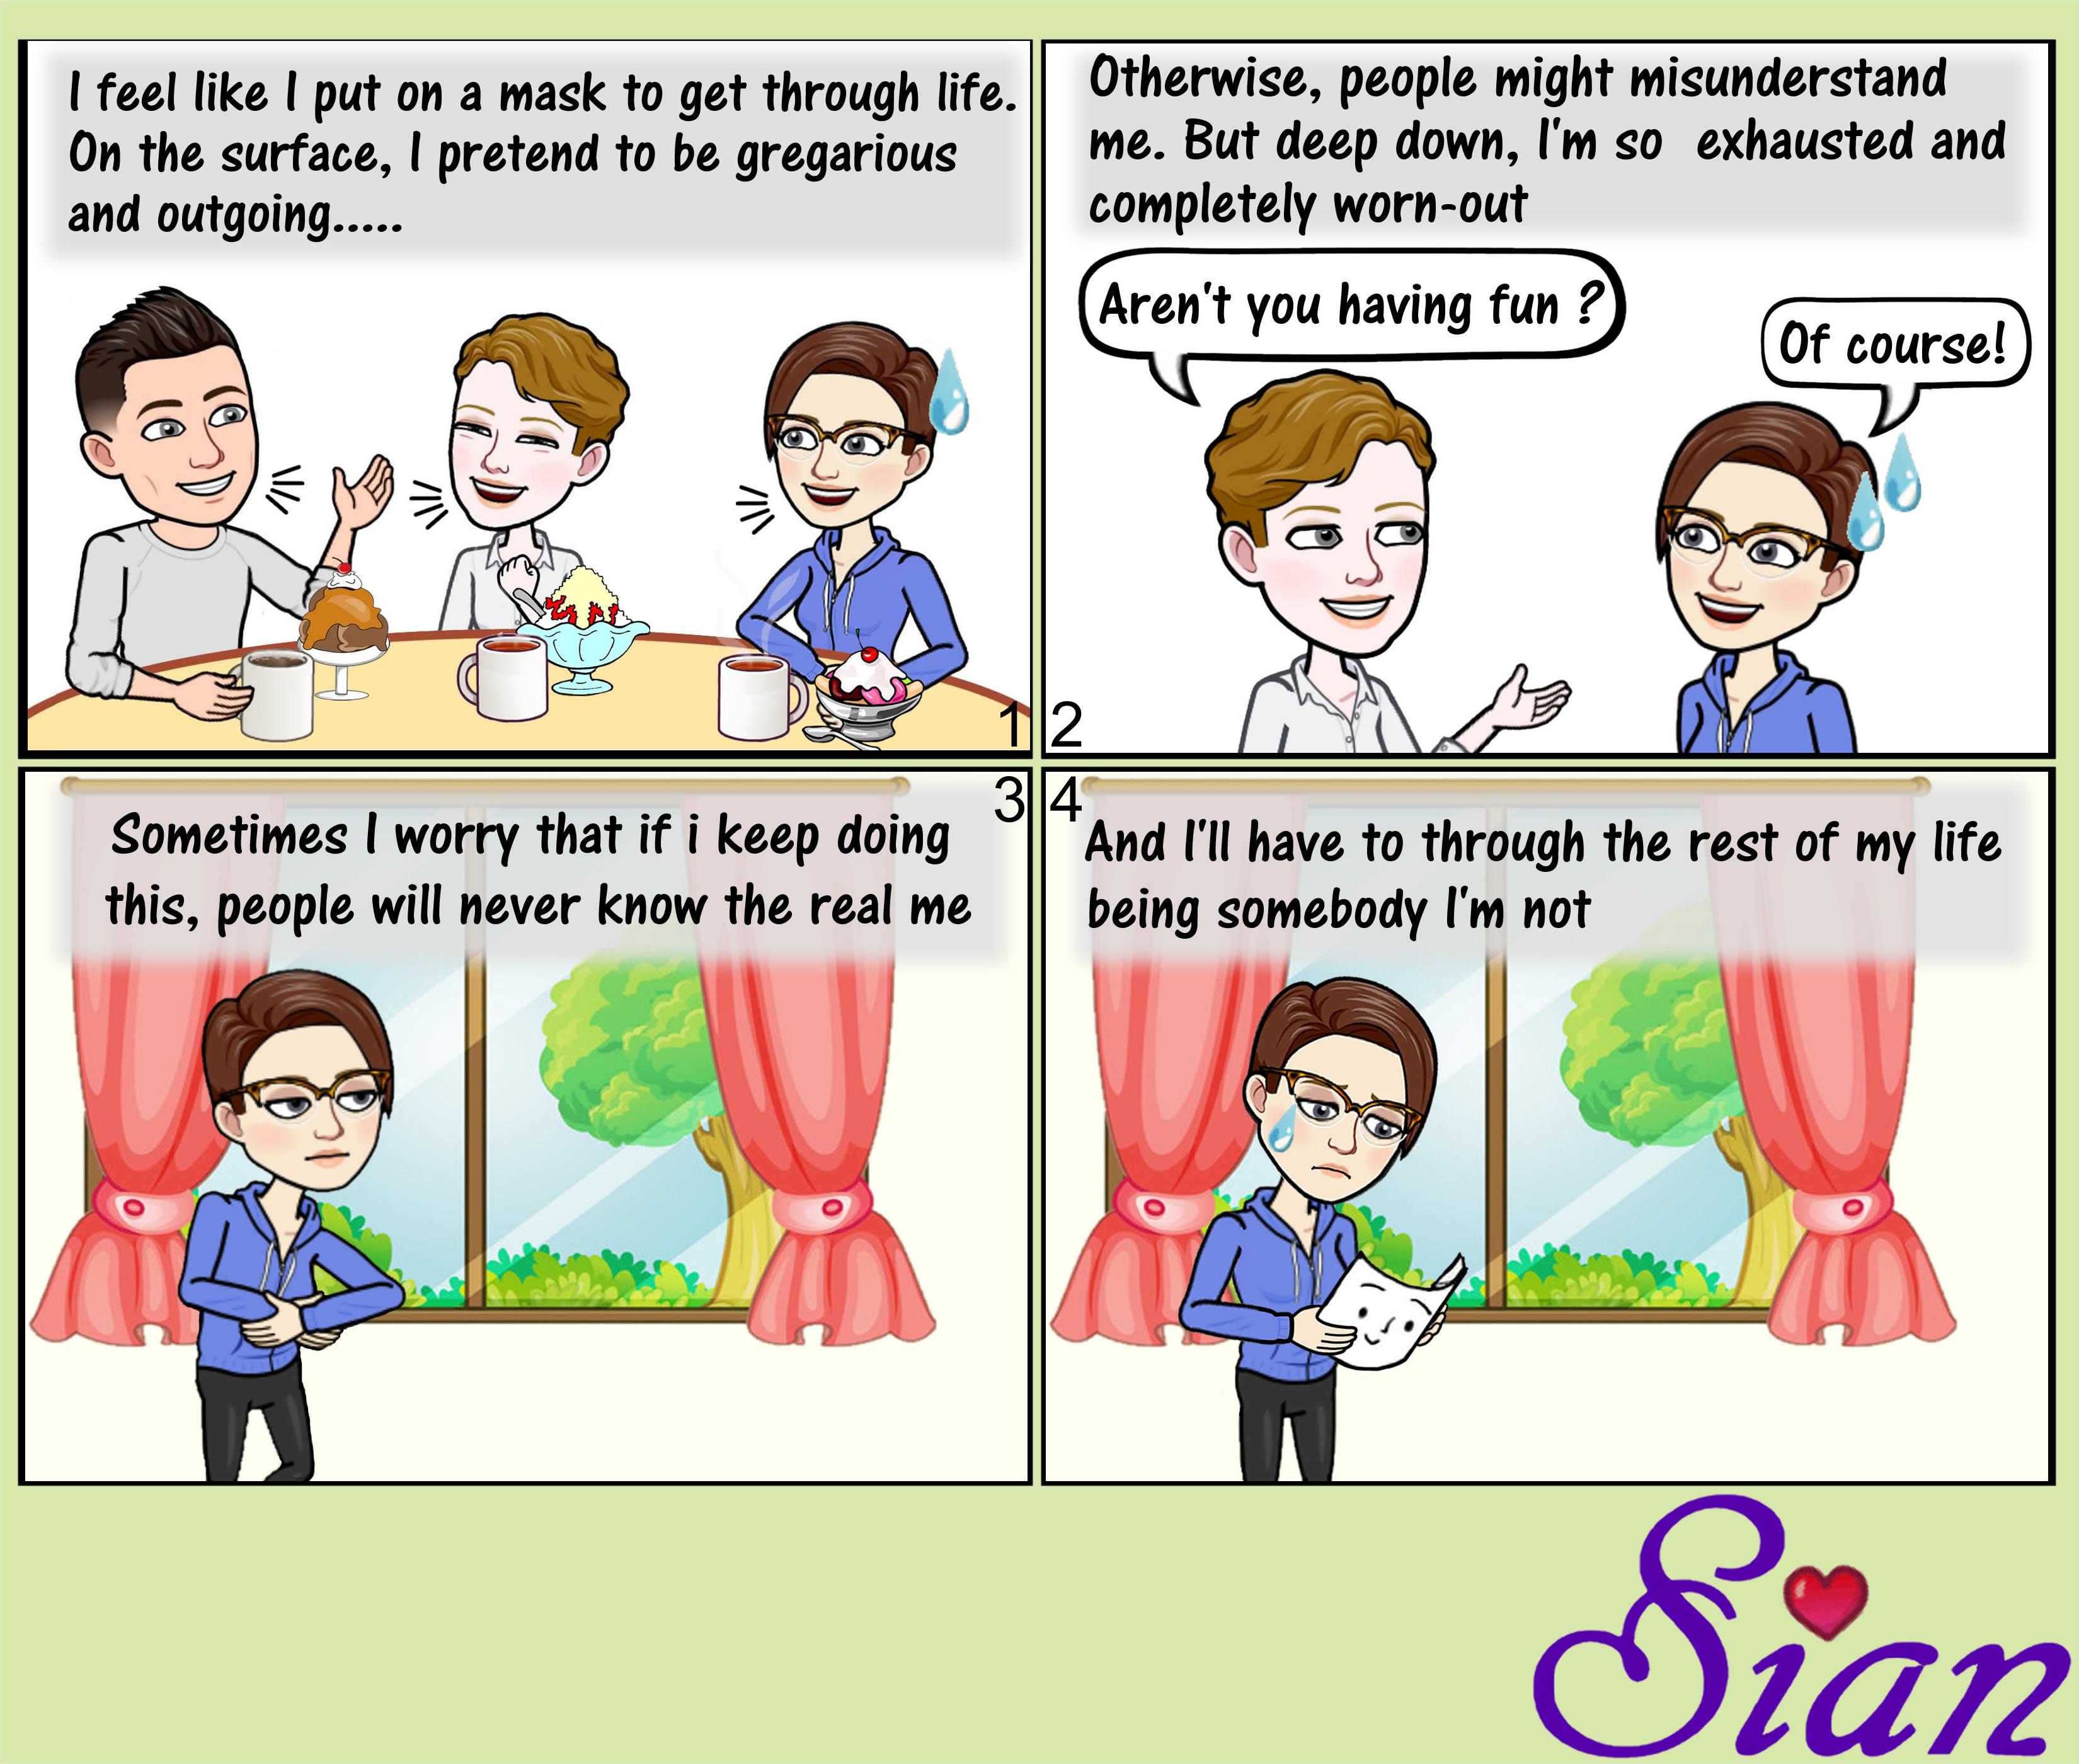 I feel like I put on a mask to get through life.
On the surface, I pretend to be gregarious
and outgoing.....
1
Otherwise, people might misunderstand
me. But deep down, I'm so  exhausted and
completely worn-out
Aren't you having fun ?
Of course!
2
3
Sometimes I worry that if i keep doing
this, people will never know the real me
4
And I'll have to through the rest of my life
being somebody I'm not
Sian